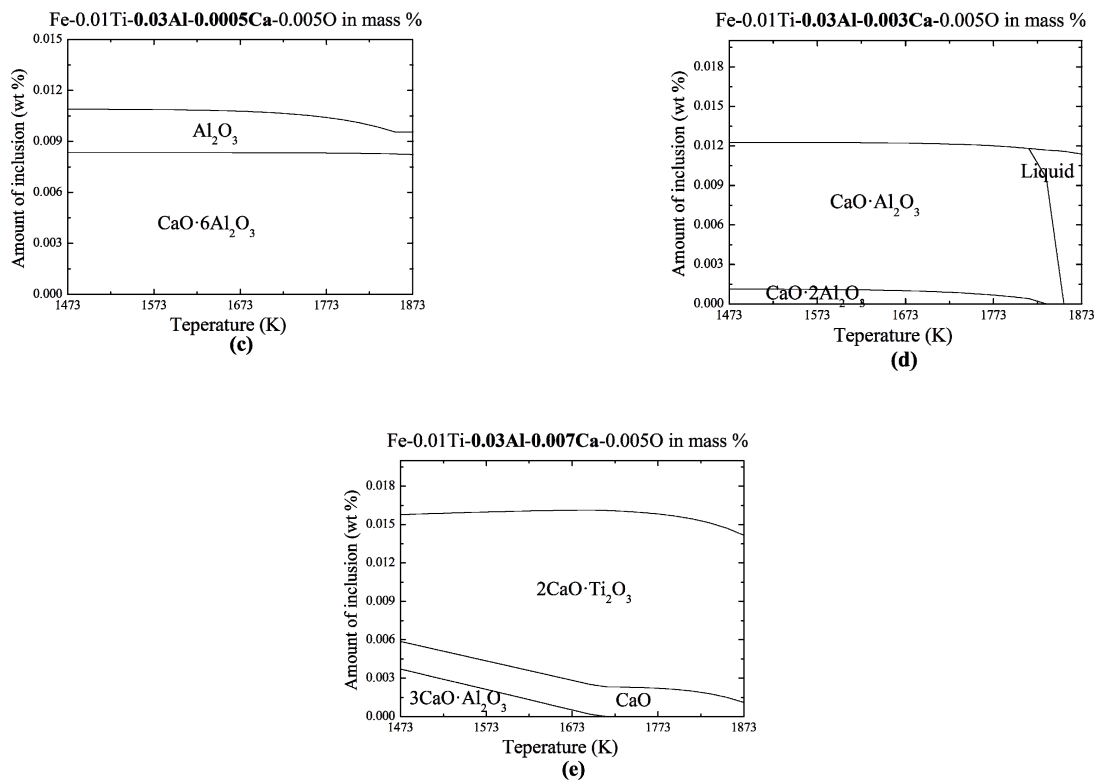 Fe-0.01Ti-0.03Al-0.0005Ca-0.005O in mass %
0.015
0.012
0.009
0.006
0.003
0.000
Amount of inclusion (wt %)
Al₂O₃
CaO·6Al₂O₃
1473 1573 1673 1773 1873
Teperature (K)
(c)
Fe-0.01Ti-0.03Al-0.003Ca-0.005O in mass %
0.018
0.015
0.012
0.009
0.006
0.003
0.000
Amount of inclusion (wt %)
Liquid
CaO·Al₂O₃
CaO·2Al₂O₃
1473 1573 1673 1773 1873
Teperature (K)
(d)
Fe-0.01Ti-0.03Al-0.007Ca-0.005O in mass %
0.018
0.015
0.012
0.009
0.006
0.003
0.000
Amount of inclusion (wt %)
2CaO·Ti₂O₃
3CaO·Al₂O₃
CaO
1473 1573 1673 1773 1873
Teperature (K)
(e)